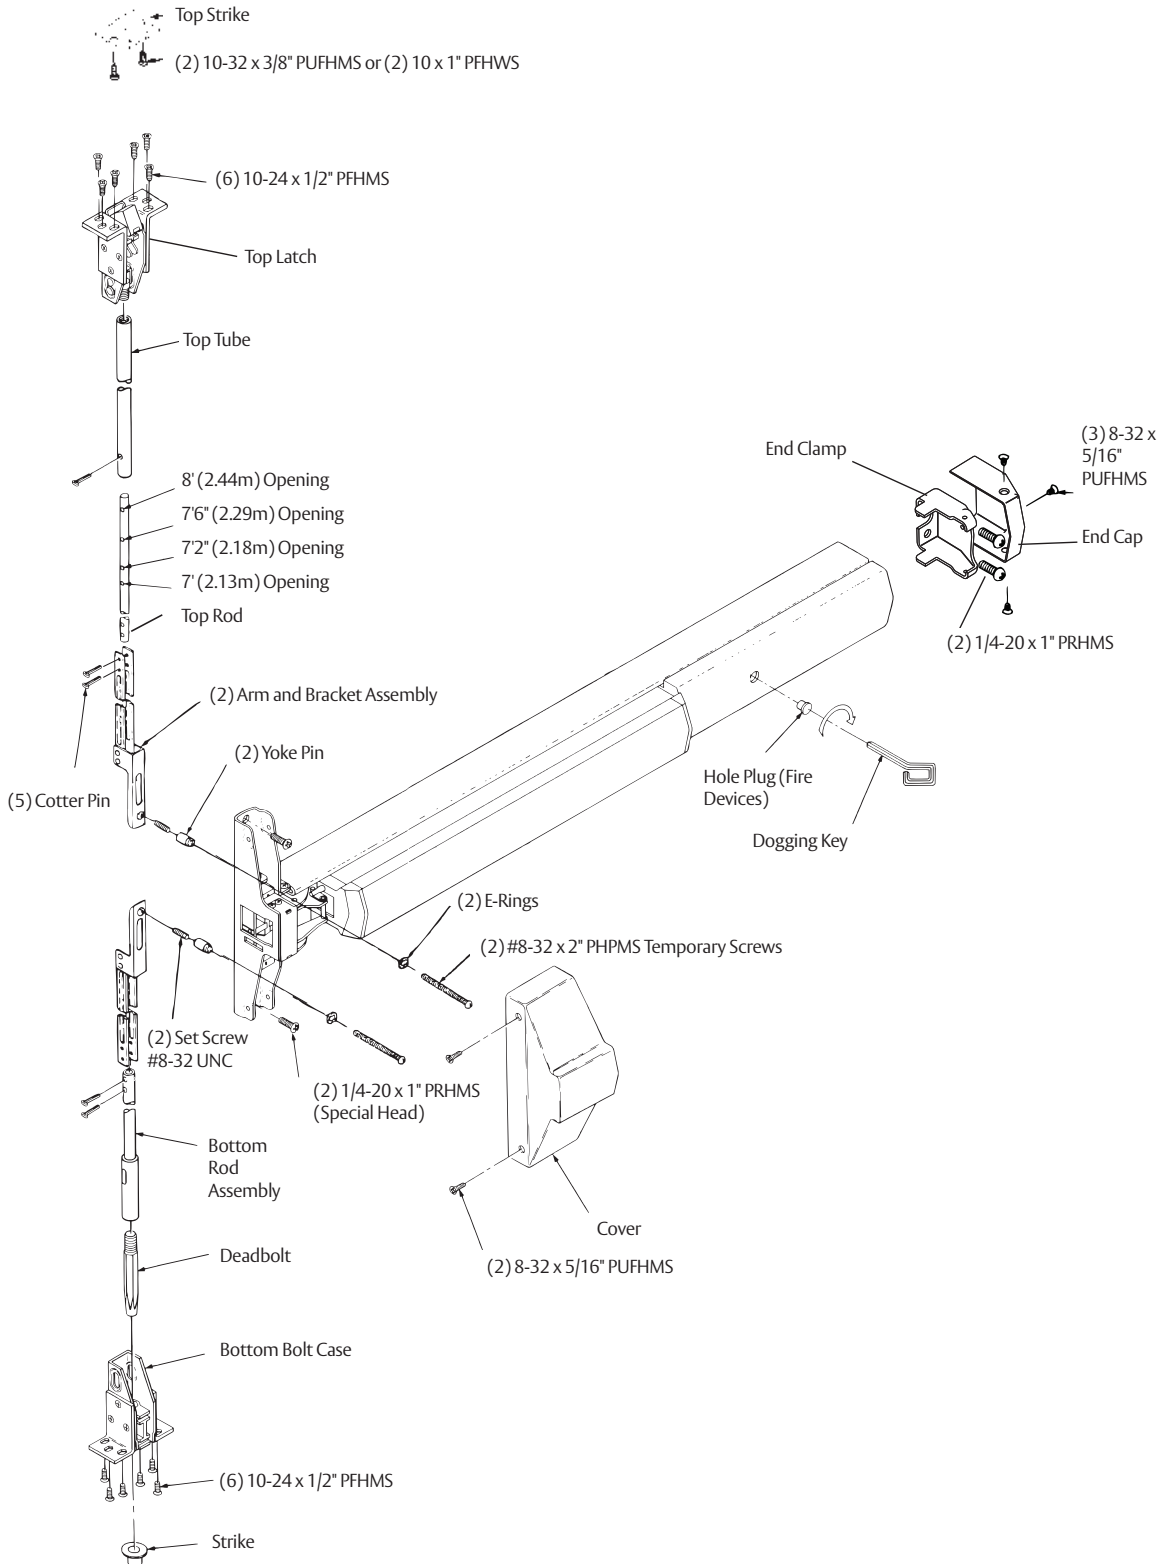 Top Strike
(2) 10-32 x 3/8" PUFHMS or (2) 10 x 1" PFHWS
(6) 10-24 x 1/2" PFHMS
Top Latch
Top Tube
8' (2.44m) Opening
7'6" (2.29m) Opening
7'2" (2.18m) Opening
7' (2.13m) Opening
Top Rod
(2) Arm and Bracket Assembly
(2) Yoke Pin
(5) Cotter Pin
End Clamp
(3) 8-32 x
5/16"
PUFHMS
End Cap
(2) 1/4-20 x 1" PRHMS
Hole Plug (Fire
Devices)
Dogging Key
(2) E-Rings
(2) #8-32 x 2" PHPMS Temporary Screws
(2) Set Screw
#8-32 UNC
(2) 1/4-20 x 1" PRHMS
(Special Head)
Bottom
Rod
Assembly
Cover
(2) 8-32 x 5/16" PUFHMS
Deadbolt
Bottom Bolt Case
(6) 10-24 x 1/2" PFHMS
Strike